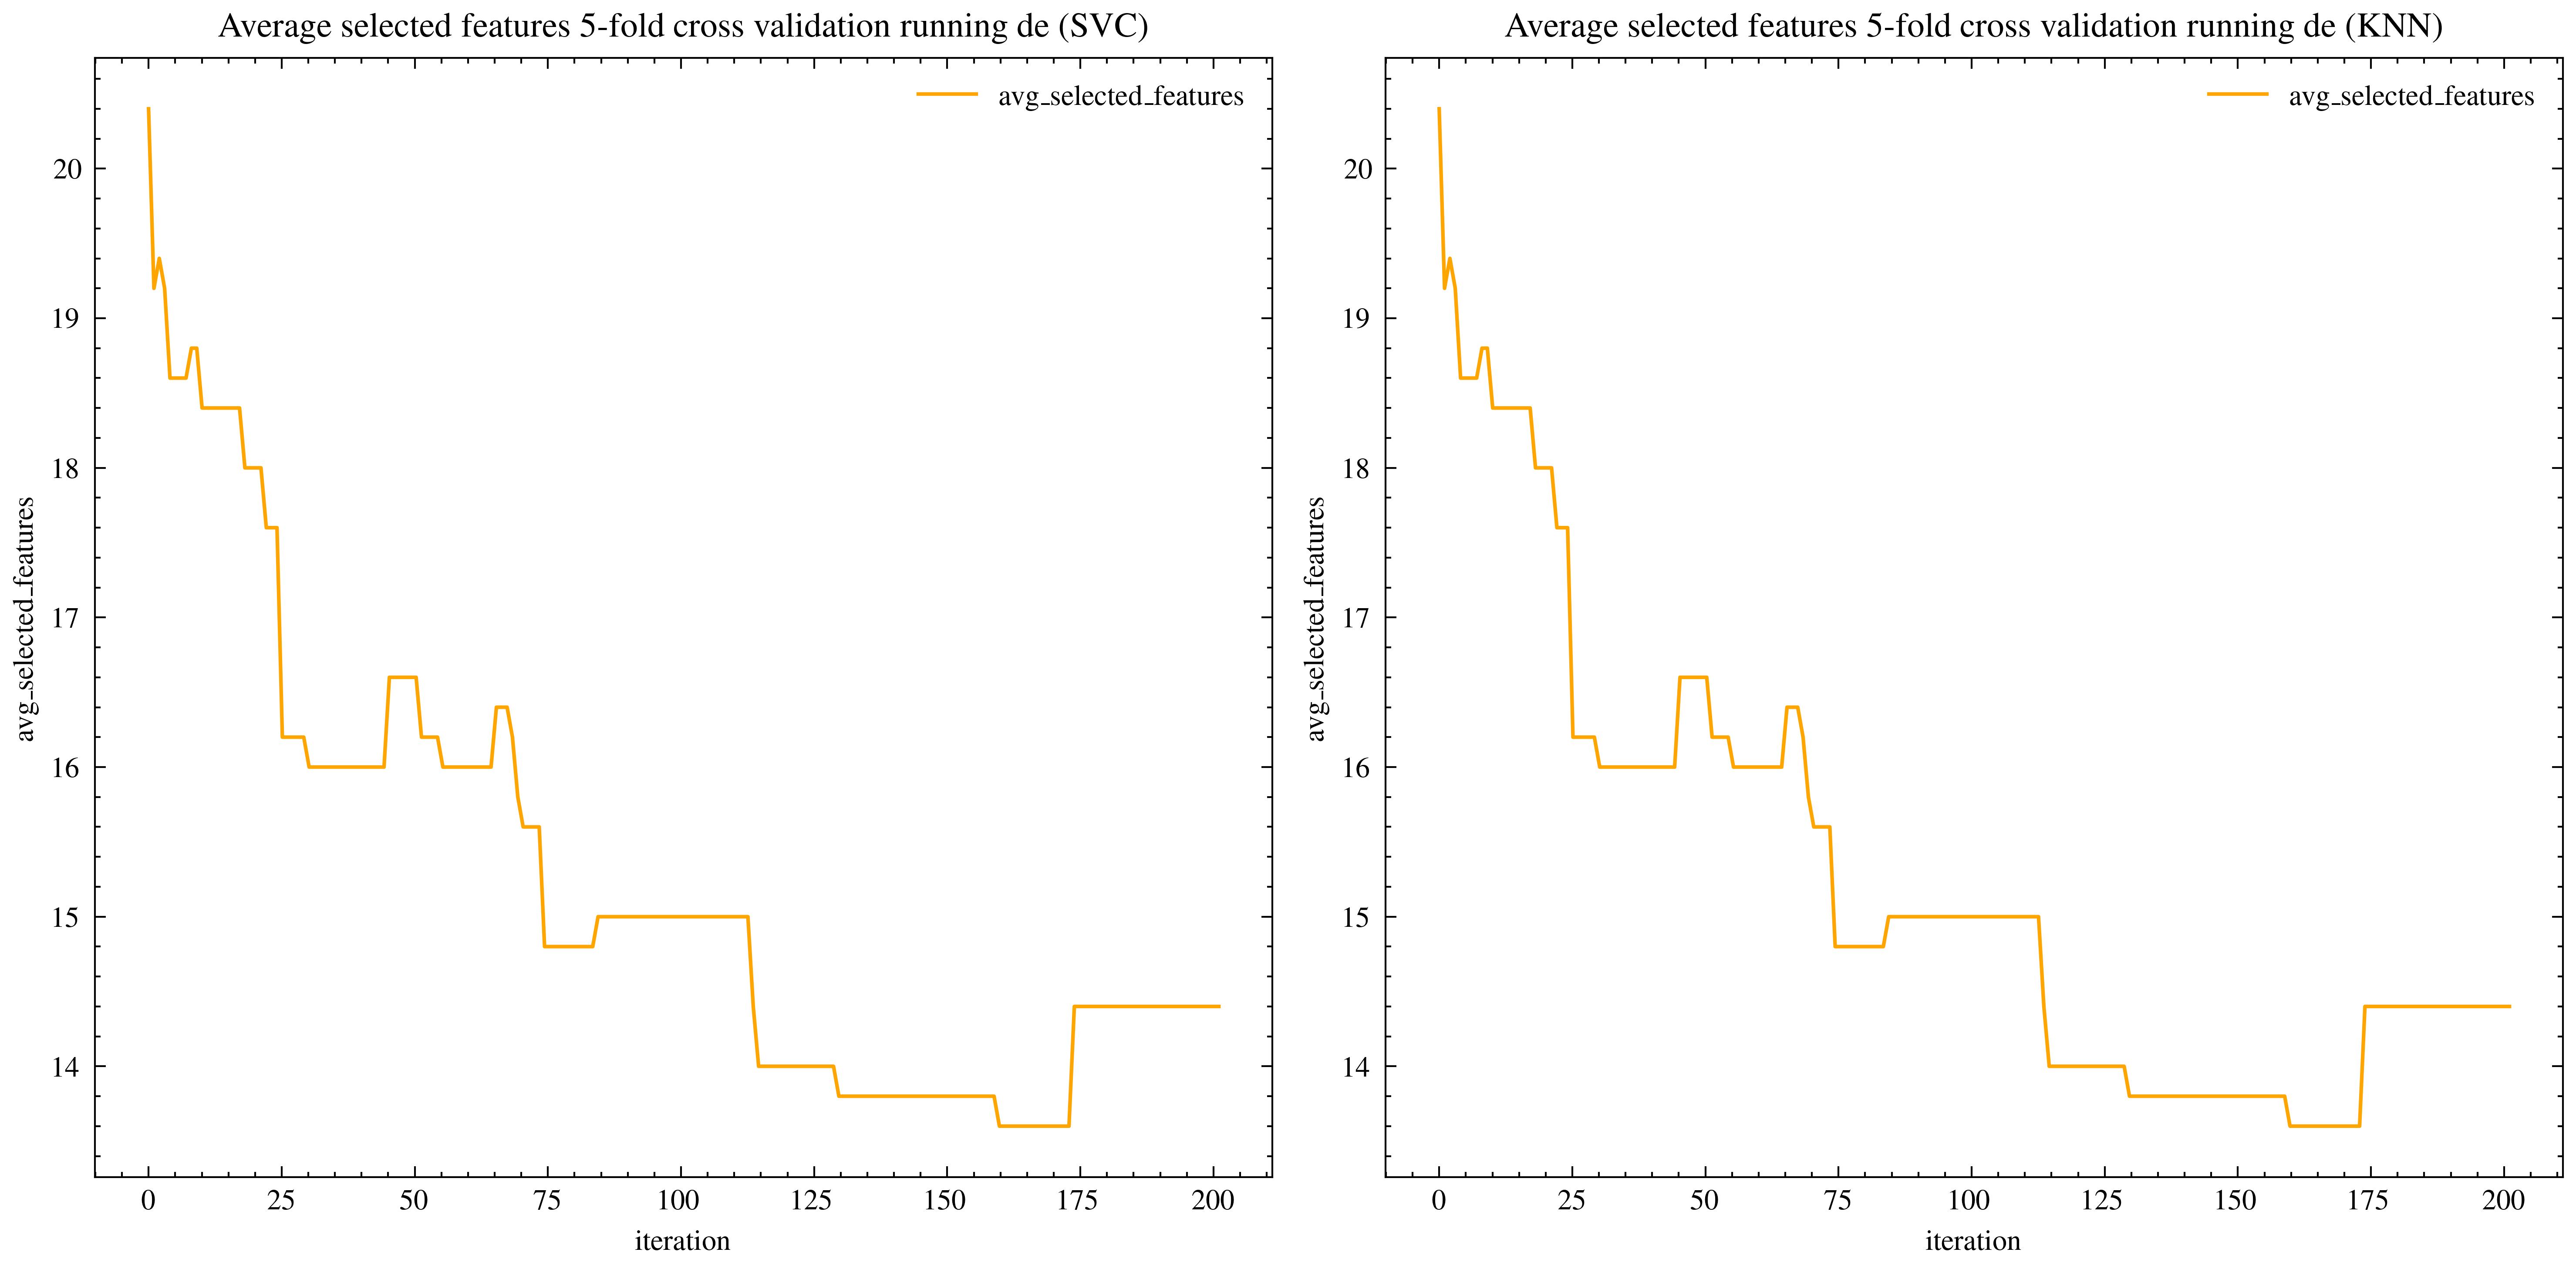 Average selected features 5-fold cross validation running de (SVC)
avg_selected_features
20
19
18
17
16
15
14
avg_selected_features
0 25 50 75 100 125 150 175 200
iteration
Average selected features 5-fold cross validation running de (KNN)
avg_selected_features
20
19
18
17
16
15
14
avg_selected_features
0 25 50 75 100 125 150 175 200
iteration